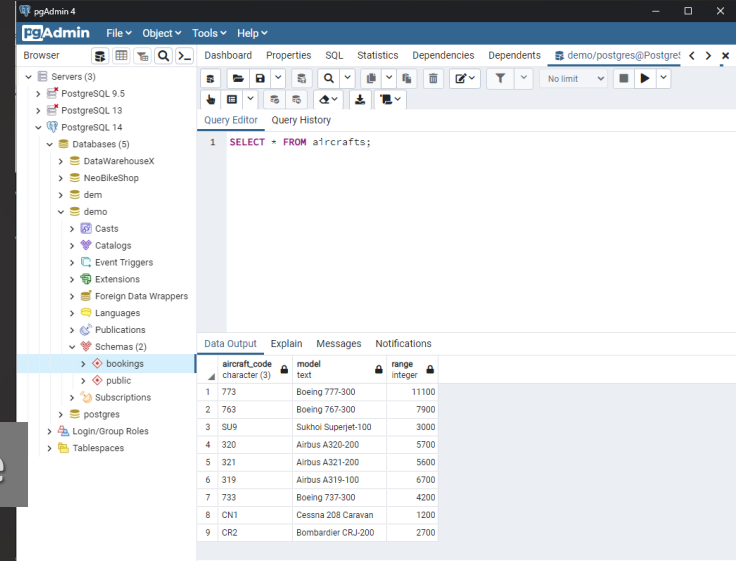 pgAdmin 4
pgAdmin File Object Tools Help
Browser Dashboard Properties SQL Statistics Dependencies Dependents demo/postgres@PostgreS
Servers (3)
PostgreSQL 9.5
PostgreSQL 13
PostgreSQL 14
Databases (5)
DataWarehouseX
NeoBikeShop
dem
demo
Casts
Catalogs
Event Triggers
Extensions
Foreign Data Wrappers
Languages
Publications
Schemas (2)
bookings
public
Subscriptions
postgres
Login/Group Roles
Tablespaces
No limit
Query Editor Query History
1 SELECT * FROM aircrafts;
Data Output Explain Messages Notifications
aircraft_code model range
character (3) text integer
1 773 Boeing 777-300 11100
2 763 Boeing 767-300 7900
3 SU9 Sukhoi Superjet-100 3000
4 320 Airbus A320-200 5700
5 321 Airbus A321-200 5600
6 319 Airbus A319-100 6700
7 733 Boeing 737-300 4200
8 CN1 Cessna 208 Caravan 1200
9 CR2 Bombardier CRJ-200 2700
e